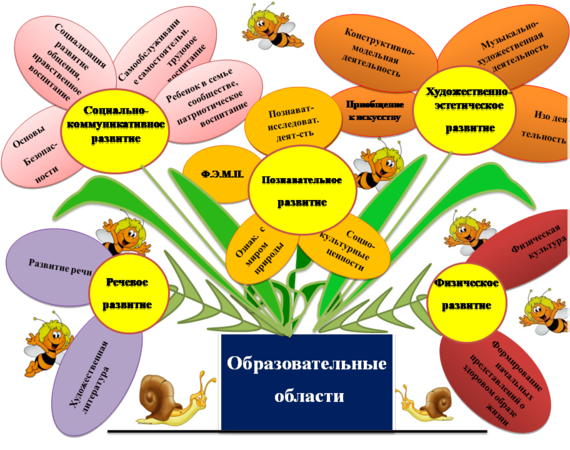 Социализация
развитие
общения,
нравственное
воспитание
Самообслуживани
е самостоятельн.
трудовое
воспитание
Ребенок в семье
сообществе,
патриотическое
воспитание
Основы
Безопас-
ности
Социально-
коммуникативное
развитие
Конструктивно-
модельная
деятельность
Музыкально-
художественная
деятельность
Приобщение
к искусству
Изо дея
тельность
Художественно-
эстетическое
развитие
Познават-
исследоват.
деят-сть
Ф.Э.М.П.
Познавательное
развитие
Ознак. с
миром
природы
Социо-
культурные
ценности
Развитие речи
Речевое
развитие
Художественная
литература
Физическая
культура
Физическое
развитие
Формирование
начальных
представлений о
здоровом образе
жизни
Образовательные
области